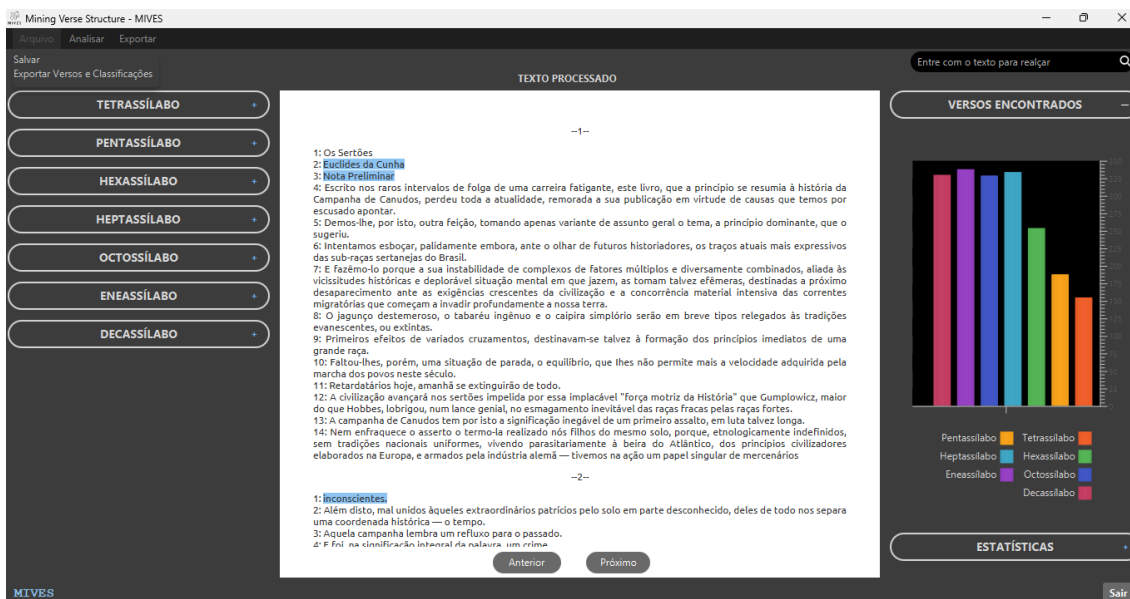 Mining Verse Structure - MIVES
Arquivo Analisar Exportar
Salvar
Exportar Versos e Classificações
Entre com o texto para realçar
TEXTO PROCESSADO
TETRASSÍLABO +
PENTASSÍLABO +
HEXASSÍLABO +
HEPTASSÍLABO +
OCTOSSÍLABO +
ENEASSÍLABO +
DECASSÍLABO +
--1--
1: Os Sertões
2: Euclides da Cunha
3: Nota Preliminar
4: Escrito nos raros intervalos de folga de uma carreira fatigante, este livro, que a princípio se resumia à história da
Campanha de Canudos, perdeu toda a atualidade, remorada a sua publicação em virtude de causas que temos por
escusado apontar.
5: Demos-lhe, por isto, outra feição, tomando apenas variante de assunto geral o tema, a princípio dominante, que o
sugeriu.
6: Intentamos esboçar, palidamente embora, ante o olhar de futuros historiadores, os traços atuais mais expressivos
das sub-raças sertanejas do Brasil.
7: E fazêmo-lo porque a sua instabilidade de complexos de fatores múltiplos e diversamente combinados, aliada às
vicissitudes históricas e deplorável situação mental em que jazem, as tomam talvez efêmeras, destinadas a próximo
desaparecimento ante as exigências crescentes da civilização e a concorrência material intensiva das correntes
migratórias que começam a invadir profundamente a nossa terra.
8: O jagunço destemeroso, o tabaréu ingênuo e o caipira simplório serão em breve tipos relegados às tradições
evanescentes, ou extintas.
9: Primeiros efeitos de variados cruzamentos, destinavam-se talvez à formação dos princípios imediatos de uma
grande raça.
10: Faltou-lhes, porém, uma situação de parada, o equilíbrio, que lhes não permite mais a velocidade adquirida pela
marcha dos povos neste século.
11: Retardatários hoje, amanhã se extinguirão de todo.
12: A civilização avançará nos sertões impelida por essa implacável "força motriz da História" que Gumplowicz, maior
do que Hobbes, lobrigou, num lance genial, no esmagamento inevitável das raças fracas pelas raças fortes.
13: A campanha de Canudos tem por isto a significação inegável de um primeiro assalto, em luta talvez longa.
14: Nem enfraquece o asserto o termo-la realizado nós filhos do mesmo solo, porque, etnologicamente indefinidos,
sem tradições nacionais uniformes, vivendo parasitariamente à beira do Atlântico, dos princípios civilizadores
elaborados na Europa, e armados pela indústria alemã — tivemos na ação um papel singular de mercenários
--2--
1: inconscientes.
2: Além disto, mal unidos àqueles extraordinários patrícios pelo solo em parte desconhecido, deles de todo nos separa
uma coordenada histórica — o tempo.
3: Aquela campanha lembra um refluxo para o passado.
4: E foi, na significação integral da palavra, um crime.
Anterior Próximo
VERSOS ENCONTRADOS –
Pentassílabo Tetrassílabo
Heptassílabo Hexassílabo
Eneassílabo Octossílabo
Decassílabo
ESTATÍSTICAS +
MIVES
Sair